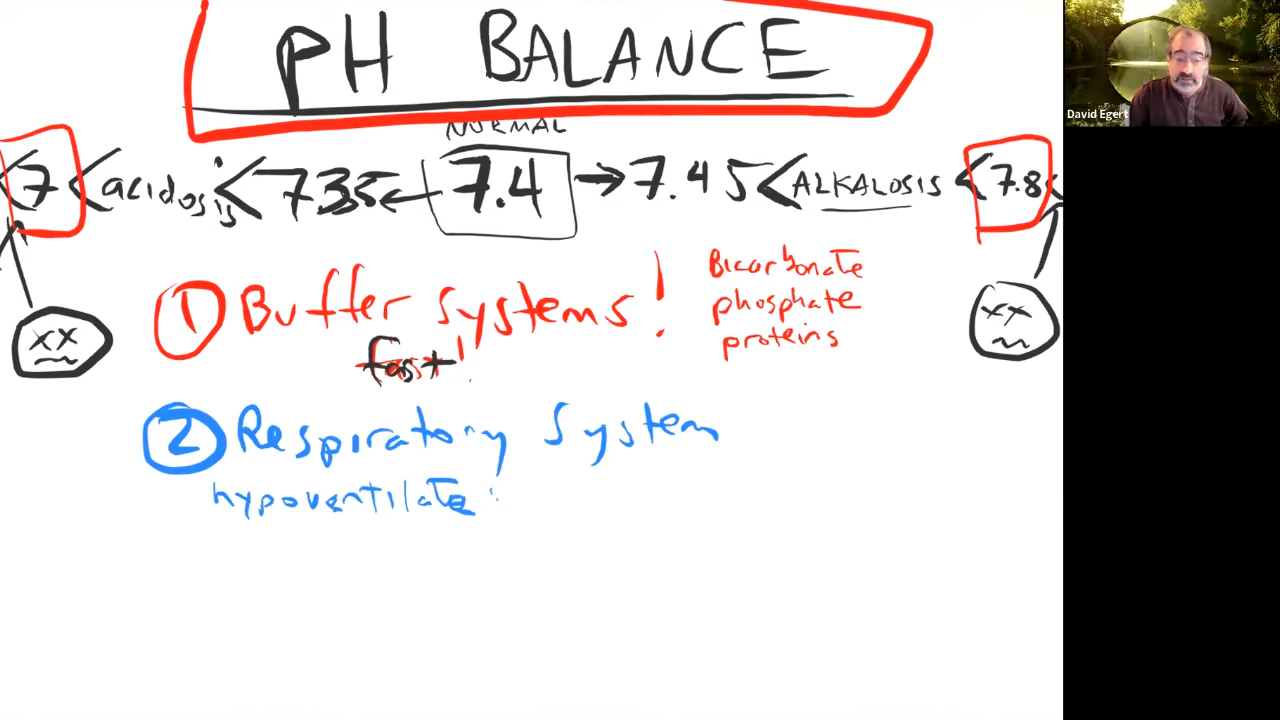 pH BALANCE
NORMAL
<7<acidosis<7.35←7.4→7.45<ALKALOSIS<7.8<
① Buffer systems!
Bicarbonate
phosphate
proteins
XX
XX
fast!
② Respiratory System
hypoventilate:
David Egert